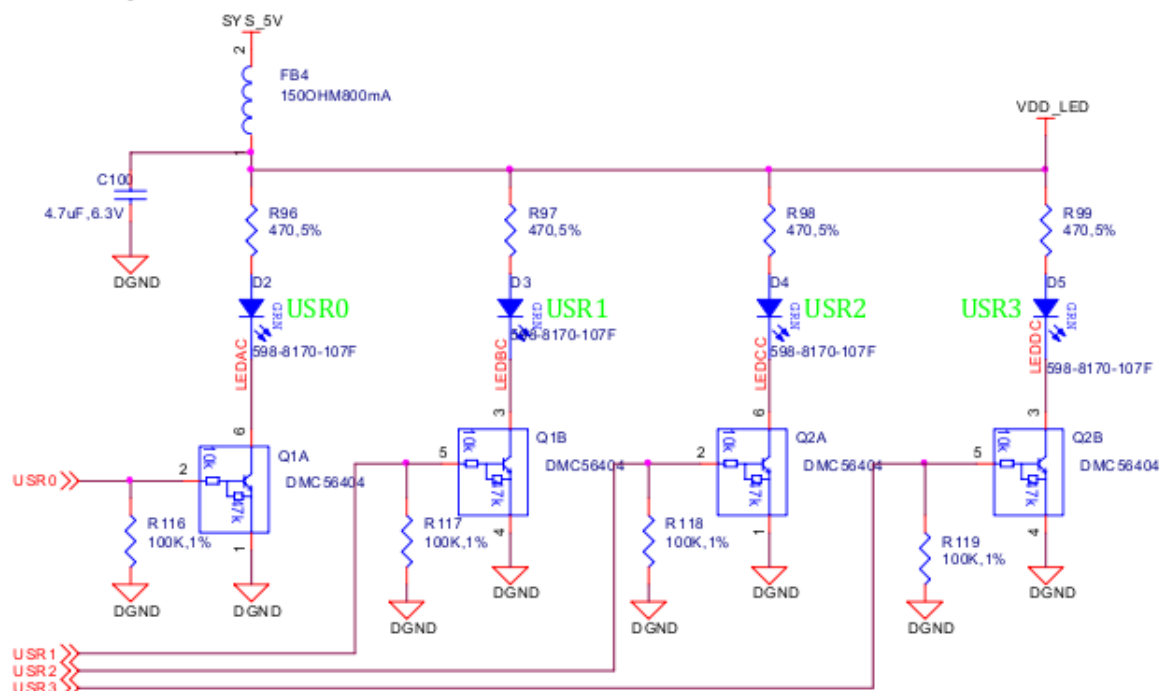 SYS_5V
2
FB4
150OHM800mA
1
VDD_LED
C100
4.7uF,6.3V
DGND
R96
470,5%
R97
470,5%
R98
470,5%
R99
470,5%
D2
USR0
GRN
598-8170-107F
LEDAC
D3
USR1
GRN
598-8170-107F
LEDBC
D4
USR2
GRN
598-8170-107F
LEDCC
D5
USR3
GRN
598-8170-107F
LEDDC
6
10k
Q1A
2
DMC56404
47k
1
DGND
3
10k
Q1B
5
DMC56404
47k
4
DGND
6
10k
Q2A
2
DMC56404
47k
1
DGND
3
10k
Q2B
5
DMC56404
47k
4
DGND
USR0
R116
100K,1%
DGND
R117
100K,1%
DGND
R118
100K,1%
DGND
R119
100K,1%
DGND
USR1
USR2
USR3